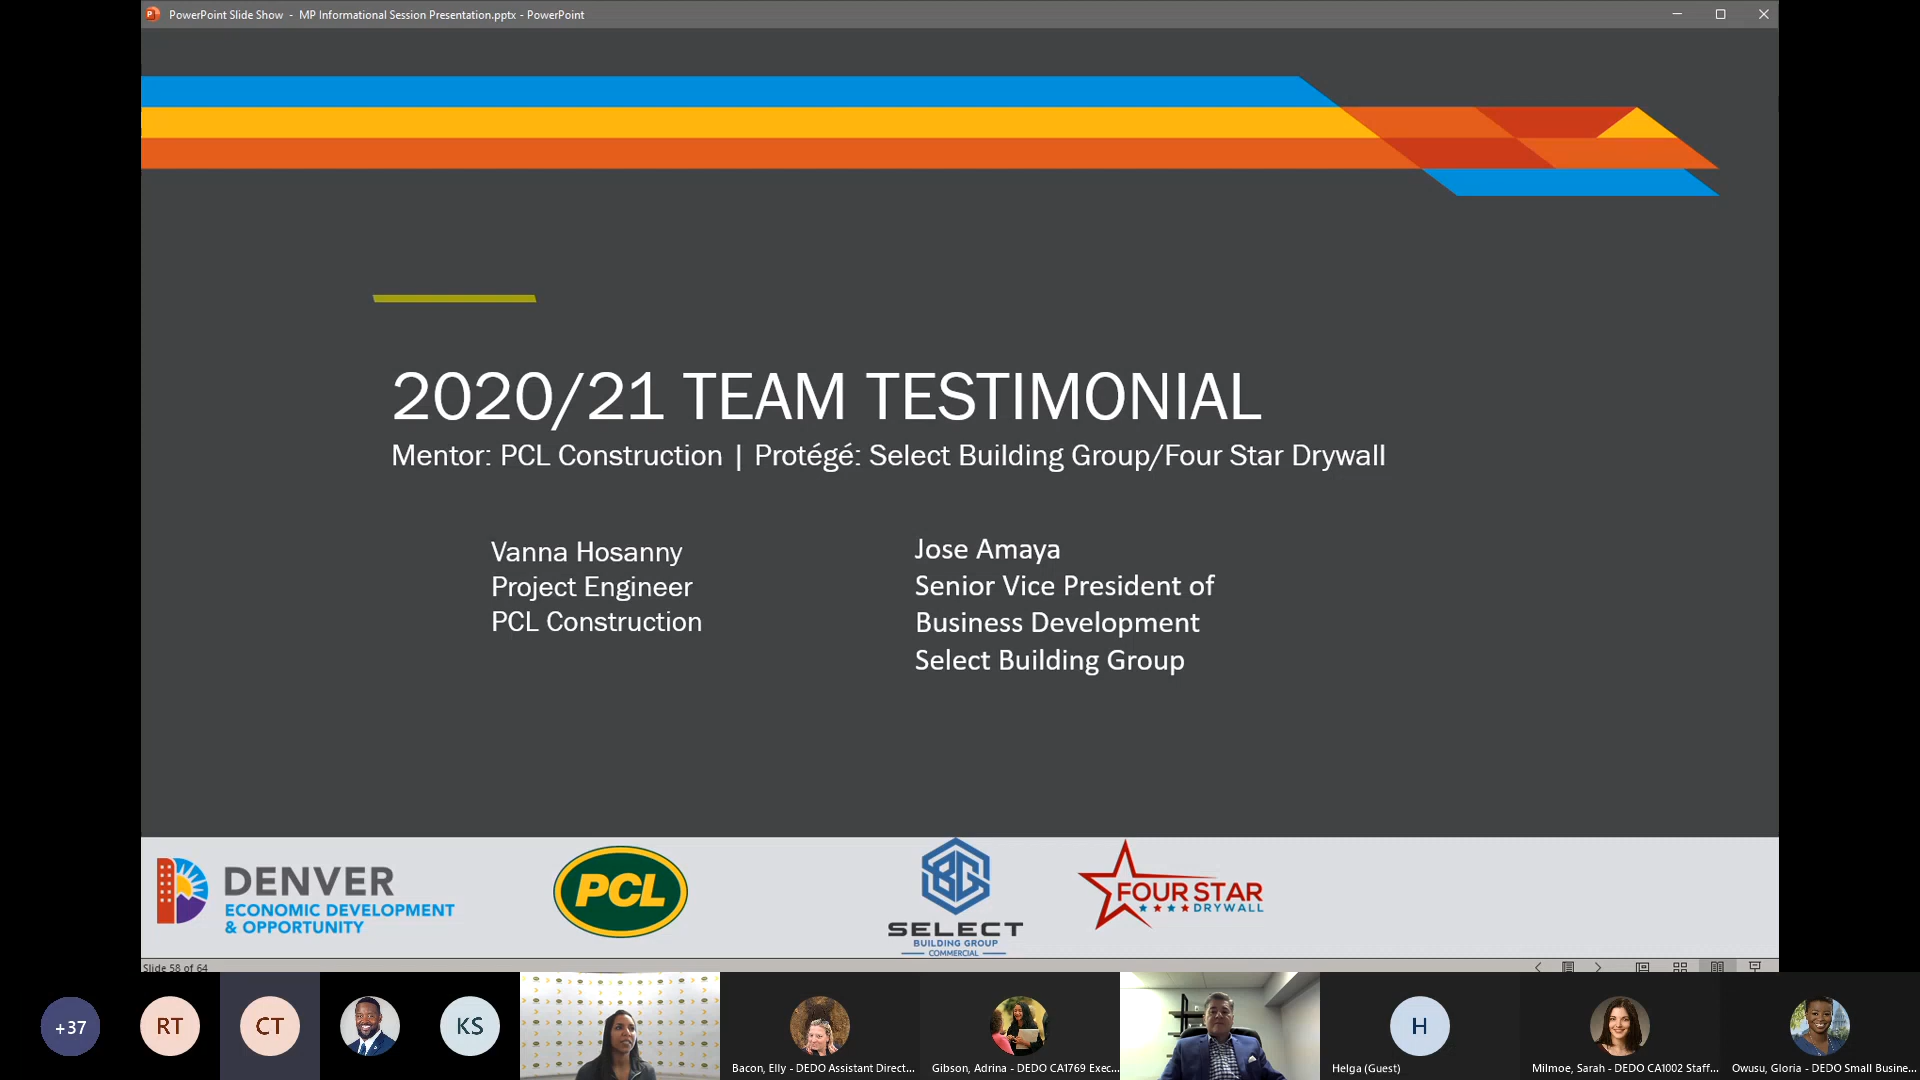 PowerPoint Slide Show - MP Informational Session Presentation.pptx - PowerPoint
2020/21 TEAM TESTIMONIAL
Mentor: PCL Construction | Protégé: Select Building Group/Four Star Drywall
Vanna Hosanny
Project Engineer
PCL Construction
Jose Amaya
Senior Vice President of
Business Development
Select Building Group
DENVER
ECONOMIC DEVELOPMENT
& OPPORTUNITY
PCL
SBG
SELECT
BUILDING GROUP
COMMERCIAL
FOUR STAR
DRYWALL
Slide 58 of 64
+37
RT
CT
KS
Bacon, Elly - DEDO Assistant Direct...
Gibson, Adrina - DEDO CA1769 Exec...
H
Helga (Guest)
Milmoe, Sarah - DEDO CA1002 Staff...
Owusu, Gloria - DEDO Small Busine...